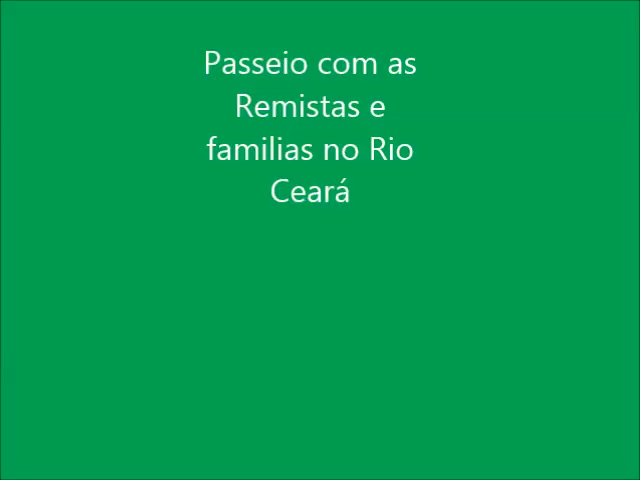 Passeio com as
Remistas e
familias no Rio
Ceará